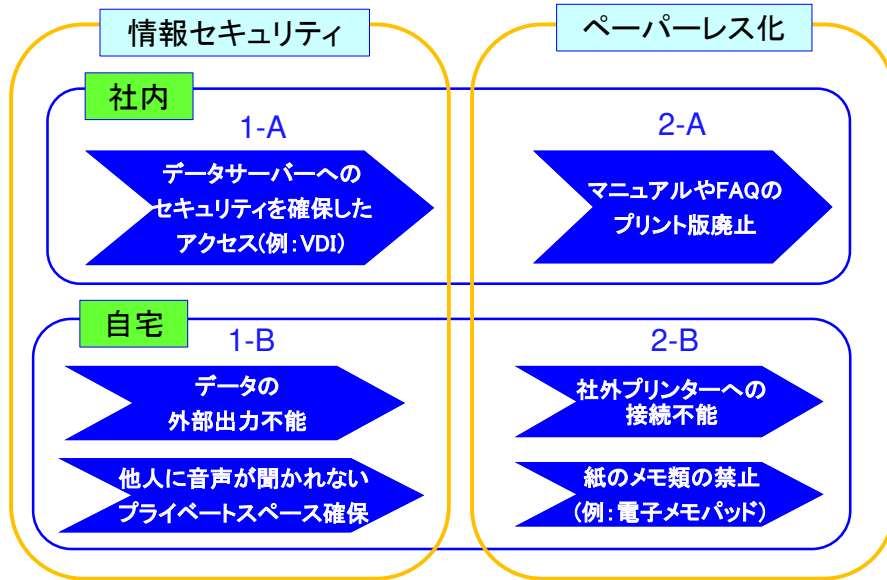 情報セキュリティ
ペーパーレス化
社内
1-A
データサーバーへの
セキュリティを確保した
アクセス(例:VDI)
2-A
マニュアルやFAQの
プリント版廃止
自宅
1-B
データの
外部出力不能
他人に音声が聞かれない
プライベートスペース確保
2-B
社外プリンターへの
接続不能
紙のメモ類の禁止
(例:電子メモパッド)